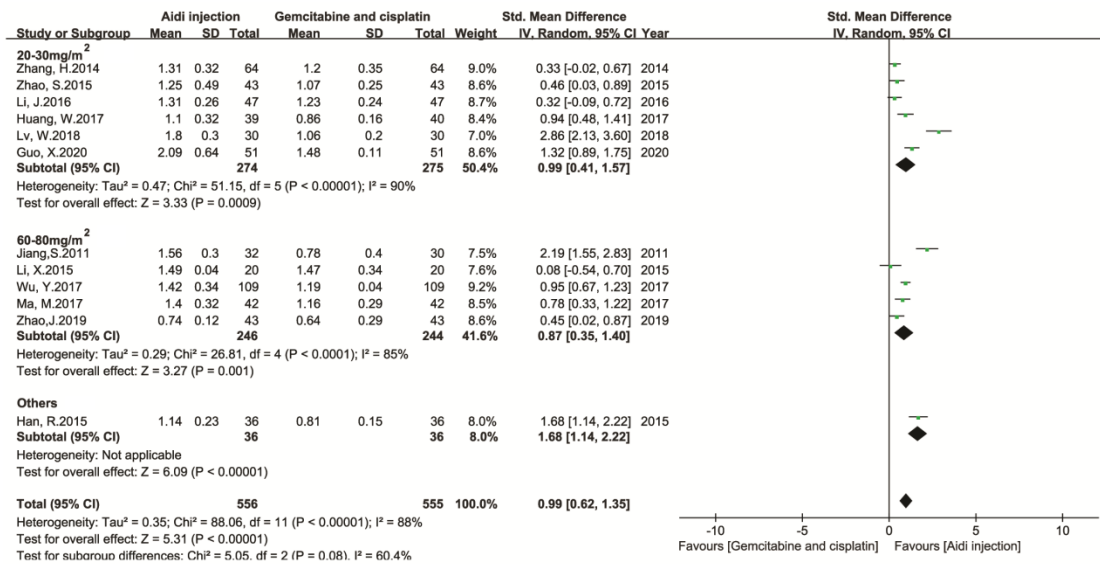 Aidi injection Gemcitabine and cisplatin Std. Mean Difference Std. Mean Difference
Study or Subgroup Mean SD Total Mean SD Total Weight IV, Random, 95% CI Year IV, Random, 95% CI
20-30mg/m²
Zhang, H.2014 1.31 0.32 64 1.2 0.35 64 9.0% 0.33 [-0.02, 0.67] 2014
Zhao, S.2015 1.25 0.49 43 1.07 0.25 43 8.6% 0.46 [0.03, 0.89] 2015
Li, J.2016 1.31 0.26 47 1.23 0.24 47 8.7% 0.32 [-0.09, 0.72] 2016
Huang, W.2017 1.1 0.32 39 0.86 0.16 40 8.4% 0.94 [0.48, 1.41] 2017
Lv, W.2018 1.8 0.3 30 1.06 0.2 30 7.0% 2.86 [2.13, 3.60] 2018
Guo, X.2020 2.09 0.64 51 1.48 0.11 51 8.6% 1.32 [0.89, 1.75] 2020
Subtotal (95% CI) 274 275 50.4% 0.99 [0.41, 1.57]
Heterogeneity: Tau² = 0.47; Chi² = 51.15, df = 5 (P < 0.00001); I² = 90%
Test for overall effect: Z = 3.33 (P = 0.0009)
60-80mg/m²
Jiang,S.2011 1.56 0.3 32 0.78 0.4 30 7.5% 2.19 [1.55, 2.83] 2011
Li, X.2015 1.49 0.04 20 1.47 0.34 20 7.6% 0.08 [-0.54, 0.70] 2015
Wu, Y.2017 1.42 0.34 109 1.19 0.04 109 9.2% 0.95 [0.67, 1.23] 2017
Ma, M.2017 1.4 0.32 42 1.16 0.29 42 8.5% 0.78 [0.33, 1.22] 2017
Zhao,J.2019 0.74 0.12 43 0.64 0.29 43 8.6% 0.45 [0.02, 0.87] 2019
Subtotal (95% CI) 246 244 41.6% 0.87 [0.35, 1.40]
Heterogeneity: Tau² = 0.29; Chi² = 26.81, df = 4 (P < 0.0001); I² = 85%
Test for overall effect: Z = 3.27 (P = 0.001)
Others
Han, R.2015 1.14 0.23 36 0.81 0.15 36 8.0% 1.68 [1.14, 2.22] 2015
Subtotal (95% CI) 36 36 8.0% 1.68 [1.14, 2.22]
Heterogeneity: Not applicable
Test for overall effect: Z = 6.09 (P < 0.00001)
Total (95% CI) 556 555 100.0% 0.99 [0.62, 1.35]
Heterogeneity: Tau² = 0.35; Chi² = 88.06, df = 11 (P < 0.00001); I² = 88%
Test for overall effect: Z = 5.31 (P < 0.00001)
Test for subgroup differences: Chi² = 5.05, df = 2 (P = 0.08), I² = 60.4%
-10 -5 0 5 10
Favours [Gemcitabine and cisplatin] Favours [Aidi injection]